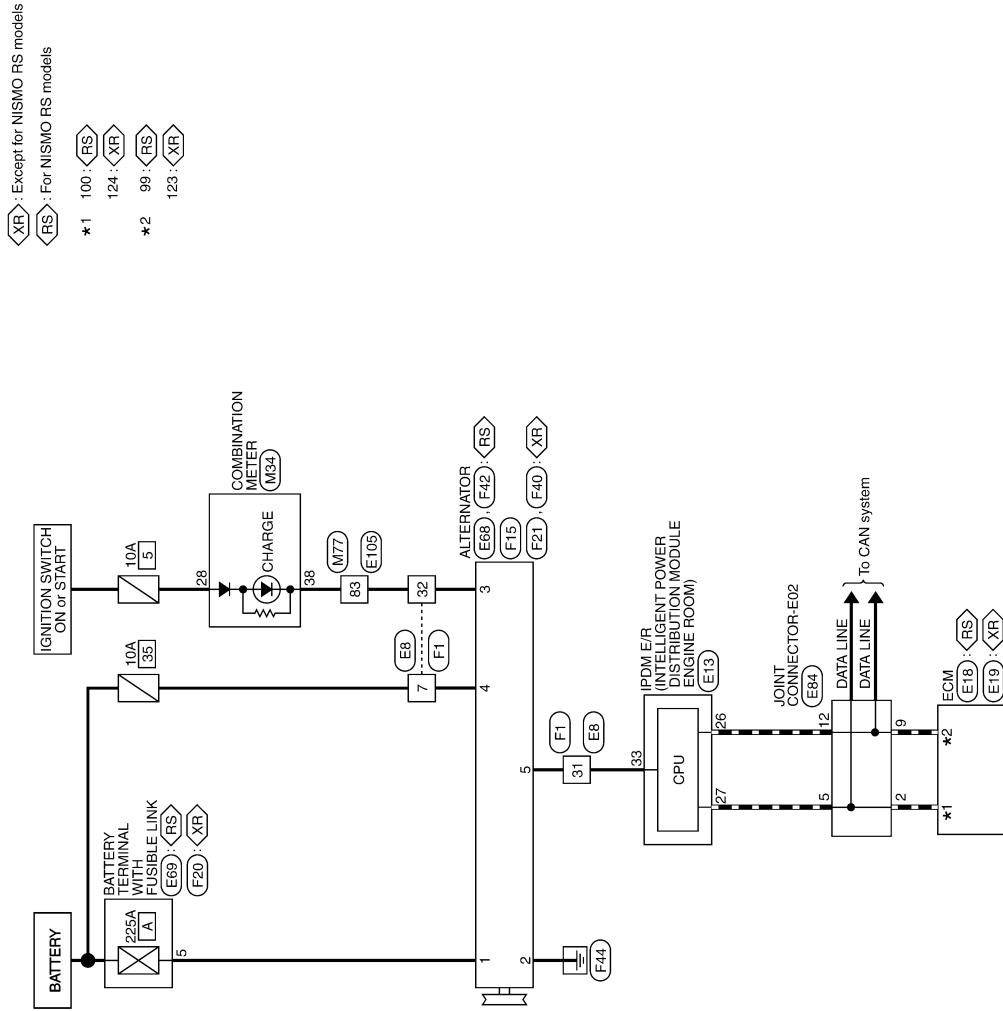 XR : Except for NISMO RS models
RS : For NISMO RS models
★1 100 : RS
124 : XR
★2 99 : RS
123 : XR
BATTERY
IGNITION SWITCH
ON or START
BATTERY
TERMINAL
WITH
FUSIBLE LINK
E69 : RS
F20 : XR
225A
A
5
10A
35
10A
5
28
COMBINATION
METER
M34
CHARGE
38
83
M77
E105
7
E8
F1
32
1
4
3
ALTERNATOR
E68 , F42 : RS
F15
F21 , F40 : XR
2
5
F44
31
F1
E8
33
IPDM E/R
(INTELLIGENT POWER
DISTRIBUTION MODULE
ENGINE ROOM)
E13
CPU
27
26
5
12
JOINT
CONNECTOR-E02
E84
DATA LINE
DATA LINE
To CAN system
2
9
★1
★2
ECM
E18 : RS
E19 : XR